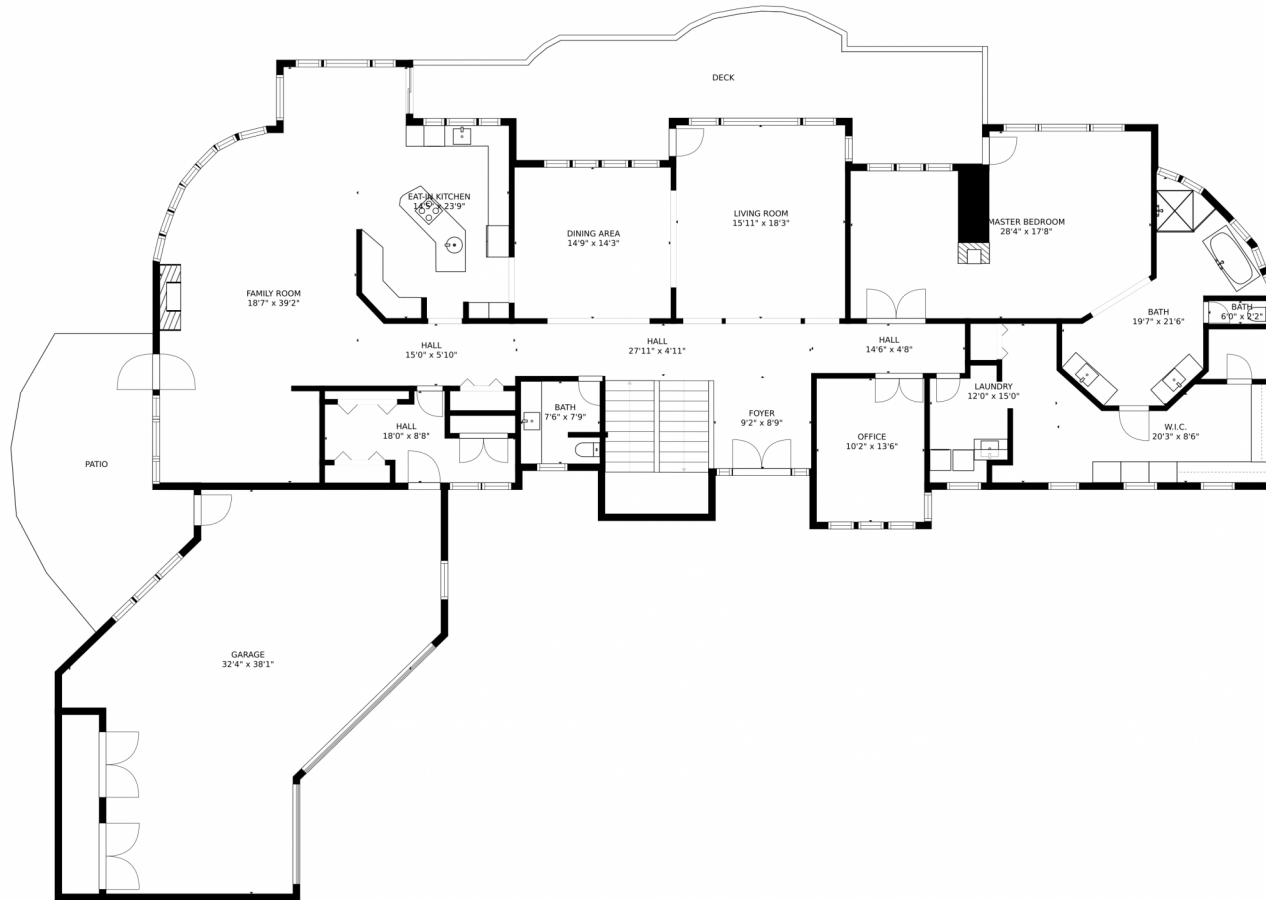 DECK
EAT-IN KITCHEN
14'5" x 23'9"
LIVING ROOM
15'11" x 18'3"
MASTER BEDROOM
28'4" x 17'8"
DINING AREA
14'9" x 14'3"
FAMILY ROOM
18'7" x 39'2"
BATH
6'0" x 2'2"
BATH
19'7" x 21'6"
HALL
15'0" x 5'10"
HALL
27'11" x 4'11"
HALL
14'6" x 4'8"
LAUNDRY
12'0" x 15'0"
BATH
7'6" x 7'9"
FOYER
9'2" x 8'9"
HALL
18'0" x 8'8"
OFFICE
10'2" x 13'6"
W.I.C.
20'3" x 8'6"
PATIO
GARAGE
32'4" x 38'1"